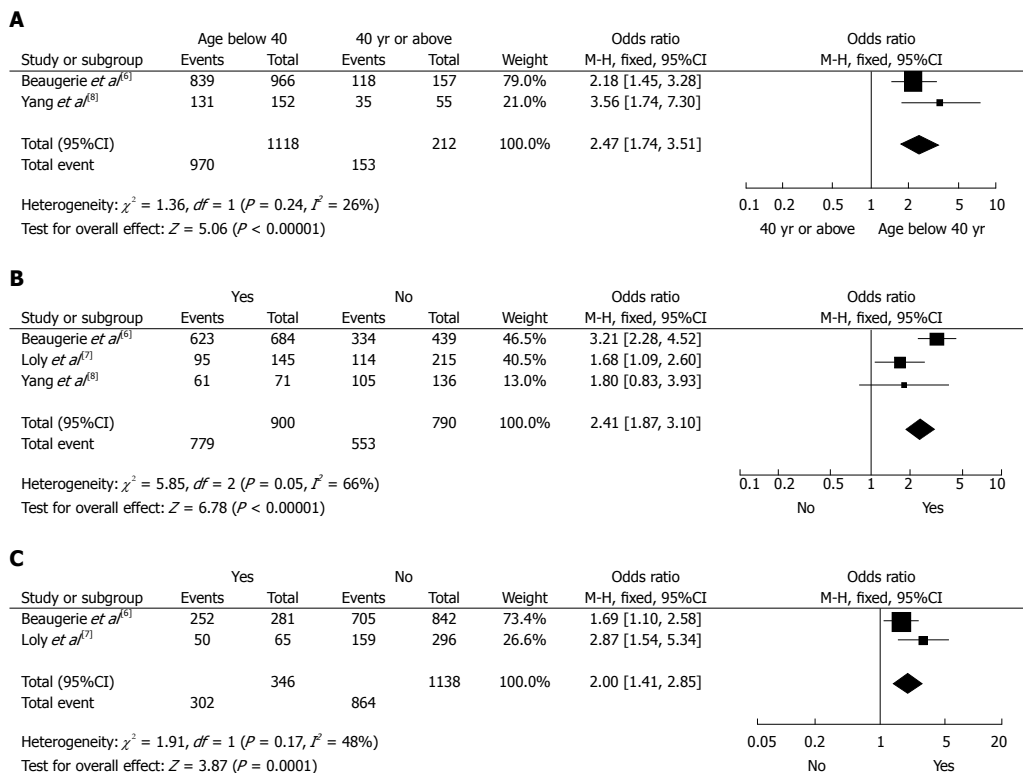 A
Age below 40 40 yr or above Odds ratio Odds ratio
Study or subgroup Events Total Events Total Weight M-H, fixed, 95%CI M-H, fixed, 95%CI
Beaugerie et al[6] 839 966 118 157 79.0% 2.18 [1.45, 3.28]
Yang et al[8] 131 152 35 55 21.0% 3.56 [1.74, 7.30]
Total (95%CI) 1118 212 100.0% 2.47 [1.74, 3.51]
Total event 970 153
Heterogeneity: χ² = 1.36, df = 1 (P = 0.24, I² = 26%)
Test for overall effect: Z = 5.06 (P < 0.00001)
0.1 0.2 0.5 1 2 5 10
40 yr or above Age below 40 yr
B
Yes No Odds ratio Odds ratio
Study or subgroup Events Total Events Total Weight M-H, fixed, 95%CI M-H, fixed, 95%CI
Beaugerie et al[6] 623 684 334 439 46.5% 3.21 [2.28, 4.52]
Loly et al[7] 95 145 114 215 40.5% 1.68 [1.09, 2.60]
Yang et al[8] 61 71 105 136 13.0% 1.80 [0.83, 3.93]
Total (95%CI) 900 790 100.0% 2.41 [1.87, 3.10]
Total event 779 553
Heterogeneity: χ² = 5.85, df = 2 (P = 0.05, I² = 66%)
Test for overall effect: Z = 6.78 (P < 0.00001)
0.1 0.2 0.5 1 2 5 10
No Yes
C
Yes No Odds ratio Odds ratio
Study or subgroup Events Total Events Total Weight M-H, fixed, 95%CI M-H, fixed, 95%CI
Beaugerie et al[6] 252 281 705 842 73.4% 1.69 [1.10, 2.58]
Loly et al[7] 50 65 159 296 26.6% 2.87 [1.54, 5.34]
Total (95%CI) 346 1138 100.0% 2.00 [1.41, 2.85]
Total event 302 864
Heterogeneity: χ² = 1.91, df = 1 (P = 0.17, I² = 48%)
Test for overall effect: Z = 3.87 (P = 0.0001)
0.05 0.2 1 5 20
No Yes